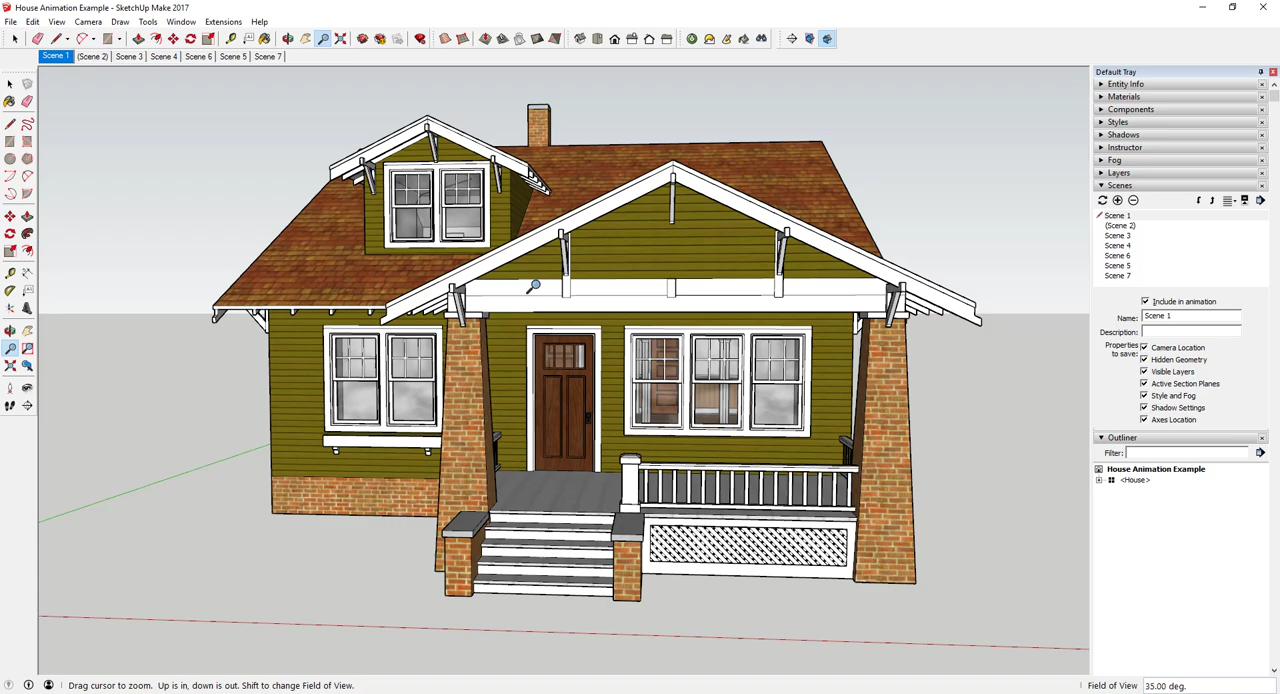 House Animation Example - SketchUp Make 2017
File Edit View Camera Draw Tools Window Extensions Help
Scene 1 (Scene 2) Scene 3 Scene 4 Scene 6 Scene 5 Scene 7
Default Tray
Entity Info
Materials
Components
Styles
Shadows
Instructor
Fog
Layers
Scenes
Scene 1
(Scene 2)
Scene 3
Scene 4
Scene 6
Scene 5
Scene 7
Include in animation
Name: Scene 1
Description:
Properties to save:
Camera Location
Hidden Geometry
Visible Layers
Active Section Planes
Style and Fog
Shadow Settings
Axes Location
Outliner
Filter:
House Animation Example
<House>
Drag cursor to zoom. Up is in, down is out. Shift to change Field of View.
Field of View 35.00 deg.